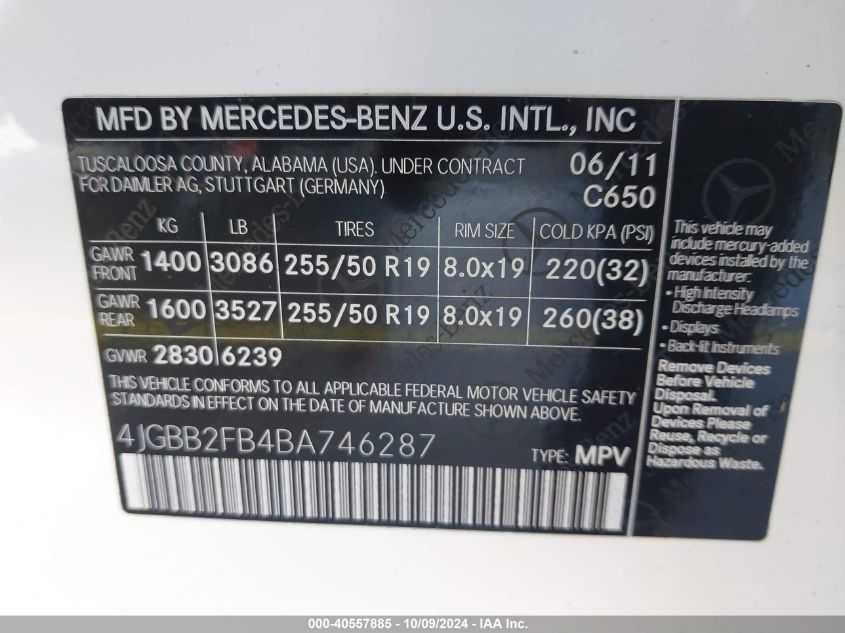 MFD BY MERCEDES-BENZ U.S. INTL., INC
TUSCALOOSA COUNTY, ALABAMA (USA). UNDER CONTRACT
FOR DAIMLER AG, STUTTGART (GERMANY)
06/11
C650
KG LB TIRES RIM SIZE COLD KPA (PSI)
GAWR FRONT 1400 3086 255/50 R19 8.0x19 220(32)
GAWR REAR 1600 3527 255/50 R19 8.0x19 260(38)
GVWR 2830 6239
THIS VEHICLE CONFORMS TO ALL APPLICABLE FEDERAL MOTOR VEHICLE SAFETY
STANDARDS IN EFFECT ON THE DATE OF MANUFACTURE SHOWN ABOVE.
4JGBB2FB4BA746287
TYPE: MPV
This vehicle may
include mercury-added
devices installed by the
manufacturer:
• High Intensity
Discharge Headlamps
• Displays
• Back-lit Instruments
Remove Devices
Before Vehicle
Disposal.
Upon Removal of
Devices Please
Reuse, Recycle or
Dispose as
Hazardous Waste.
000-40557885 - 10/09/2024 - IAA Inc.